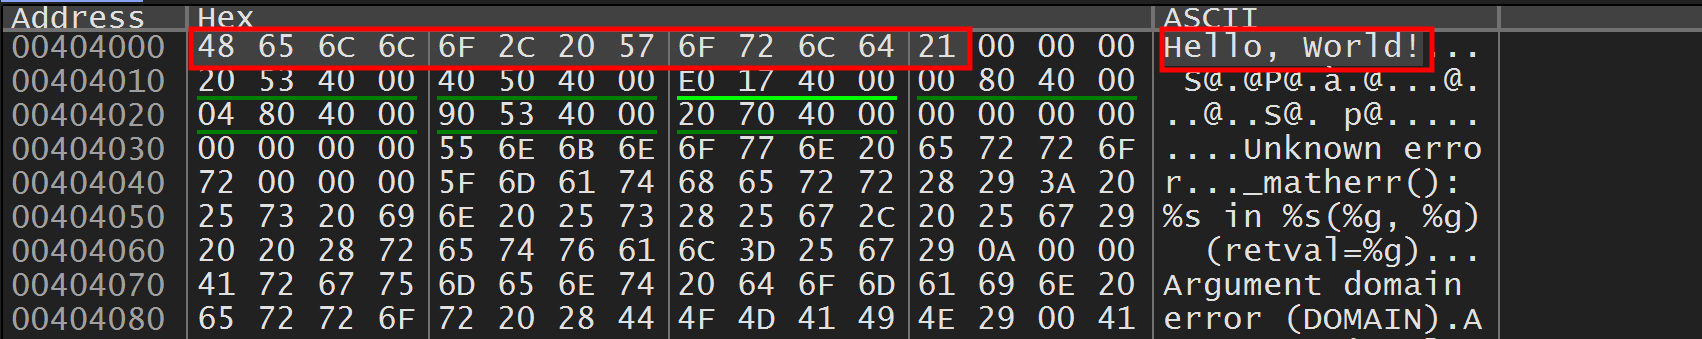 Address Hex ASCII
00404000 48 65 6C 6C 6F 2C 20 57 6F 72 6C 64 21 00 00 00 Hello, World!...
00404010 20 53 40 00 40 50 40 00 E0 17 40 00 00 80 40 00  S@.@P@.à.@...@.
00404020 04 80 40 00 90 53 40 00 20 70 40 00 00 00 00 00 ..@..S@. p@.....
00404030 00 00 00 00 55 6E 6B 6E 6F 77 6E 20 65 72 72 6F ....Unknown erro
00404040 72 00 00 00 5F 6D 61 74 68 65 72 72 28 29 3A 20 r..._matherr():
00404050 25 73 20 69 6E 20 25 73 28 25 67 2C 20 25 67 29 %s in %s(%g, %g)
00404060 20 20 28 72 65 74 76 61 6C 3D 25 67 29 0A 00 00   (retval=%g)...
00404070 41 72 67 75 6D 65 6E 74 20 64 6F 6D 61 69 6E 20 Argument domain
00404080 65 72 72 6F 72 20 28 44 4F 4D 41 49 4E 29 00 41 error (DOMAIN).A